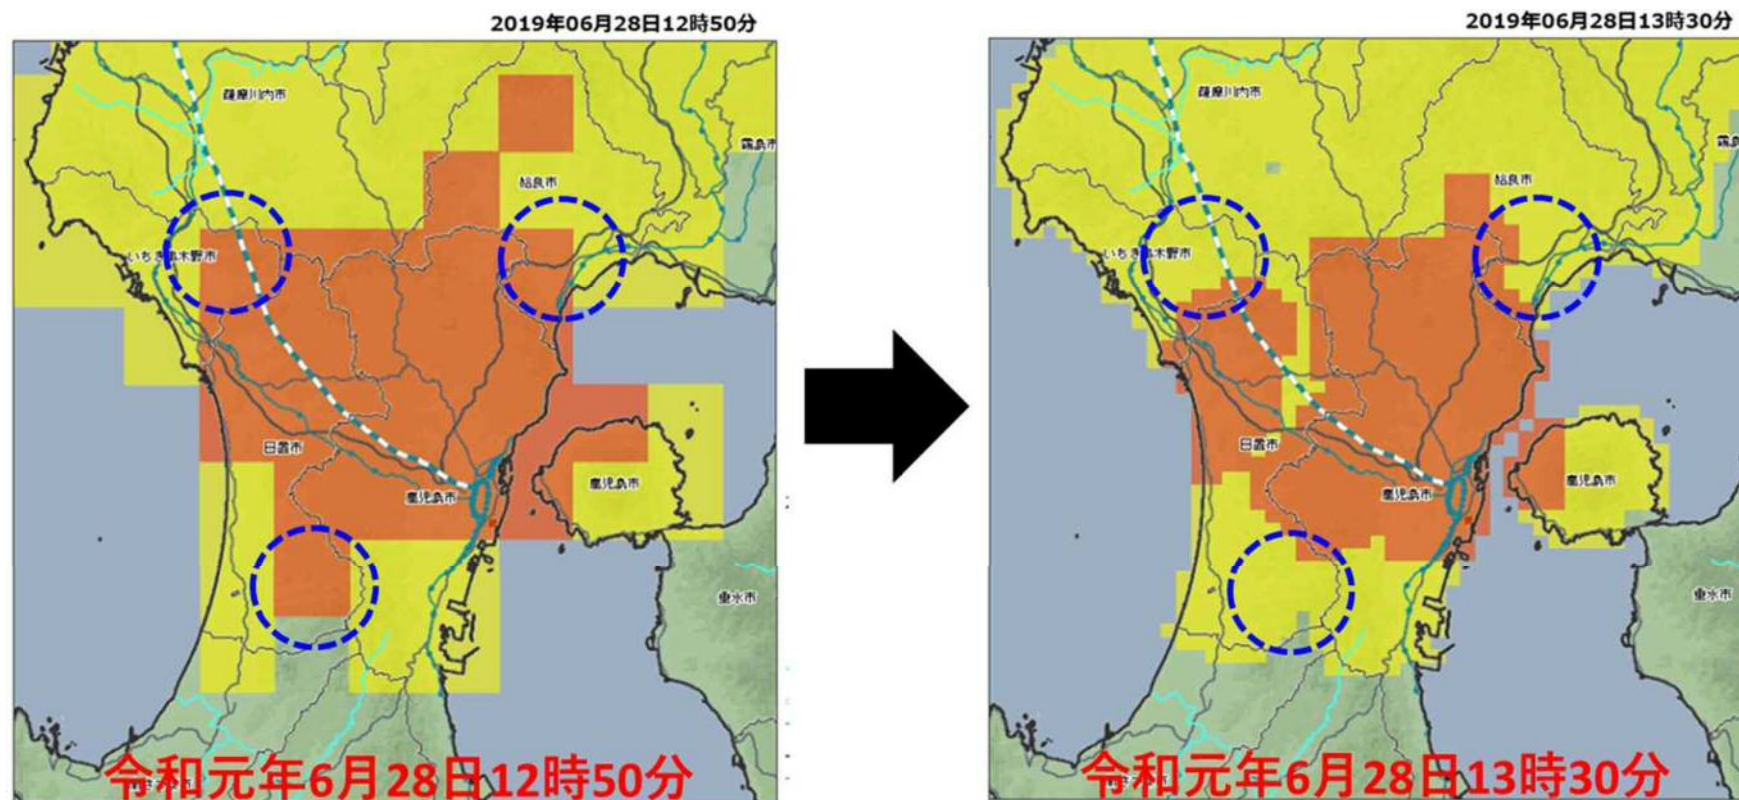 2019年06月28日12時50分
2019年06月28日13時30分
薩摩川内市
霧島市
姶良市
いちき串木野市
日置市
鹿児島市
鹿児島市
垂水市
令和元年6月28日12時50分
薩摩川内市
姶良市
いちき串木野市
日置市
鹿児島市
鹿児島市
垂水市
令和元年6月28日13時30分